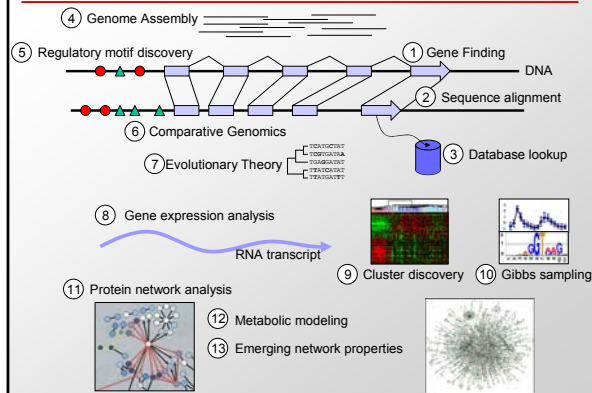 4 Genome Assembly
5 Regulatory motif discovery
1 Gene Finding
DNA
2 Sequence alignment
6 Comparative Genomics
3 Database lookup
7 Evolutionary Theory
TCATGCTAT
TCGTGATAA
TGAGGATAT
TTATCATAT
TTATGATTT
8 Gene expression analysis
RNA transcript
9 Cluster discovery
10 Gibbs sampling
11 Protein network analysis
12 Metabolic modeling
13 Emerging network properties